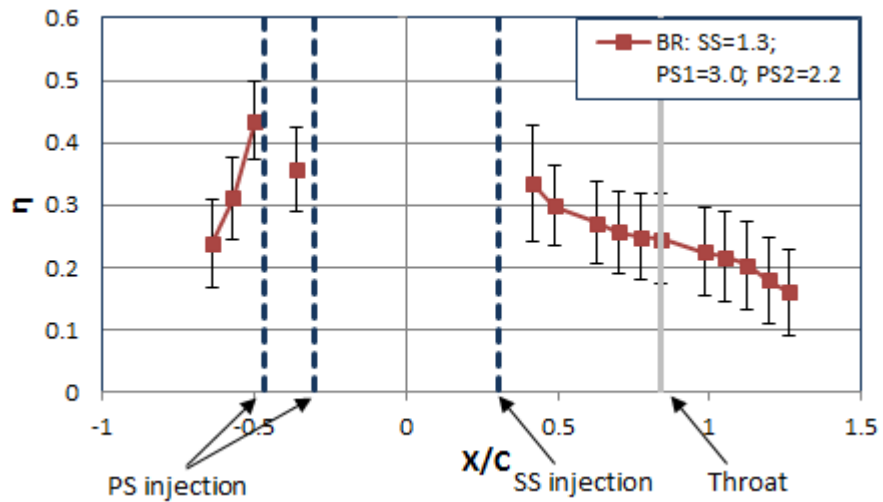 0.6
BR: SS=1.3;
PS1=3.0; PS2=2.2
0.5
0.4
η
0.3
0.2
0.1
0
-1
-0.5
0
0.5
1
1.5
X/C
PS injection
SS injection
Throat